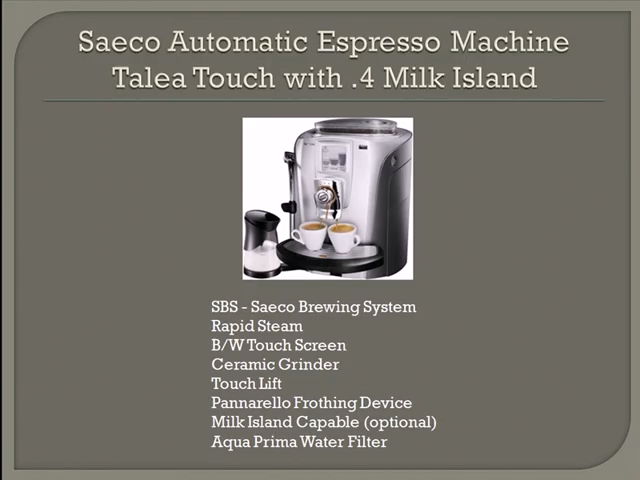 Saeco Automatic Espresso Machine
Talea Touch with .4 Milk Island
SBS - Saeco Brewing System
Rapid Steam
B/W Touch Screen
Ceramic Grinder
Touch Lift
Pannarello Frothing Device
Milk Island Capable (optional)
Aqua Prima Water Filter